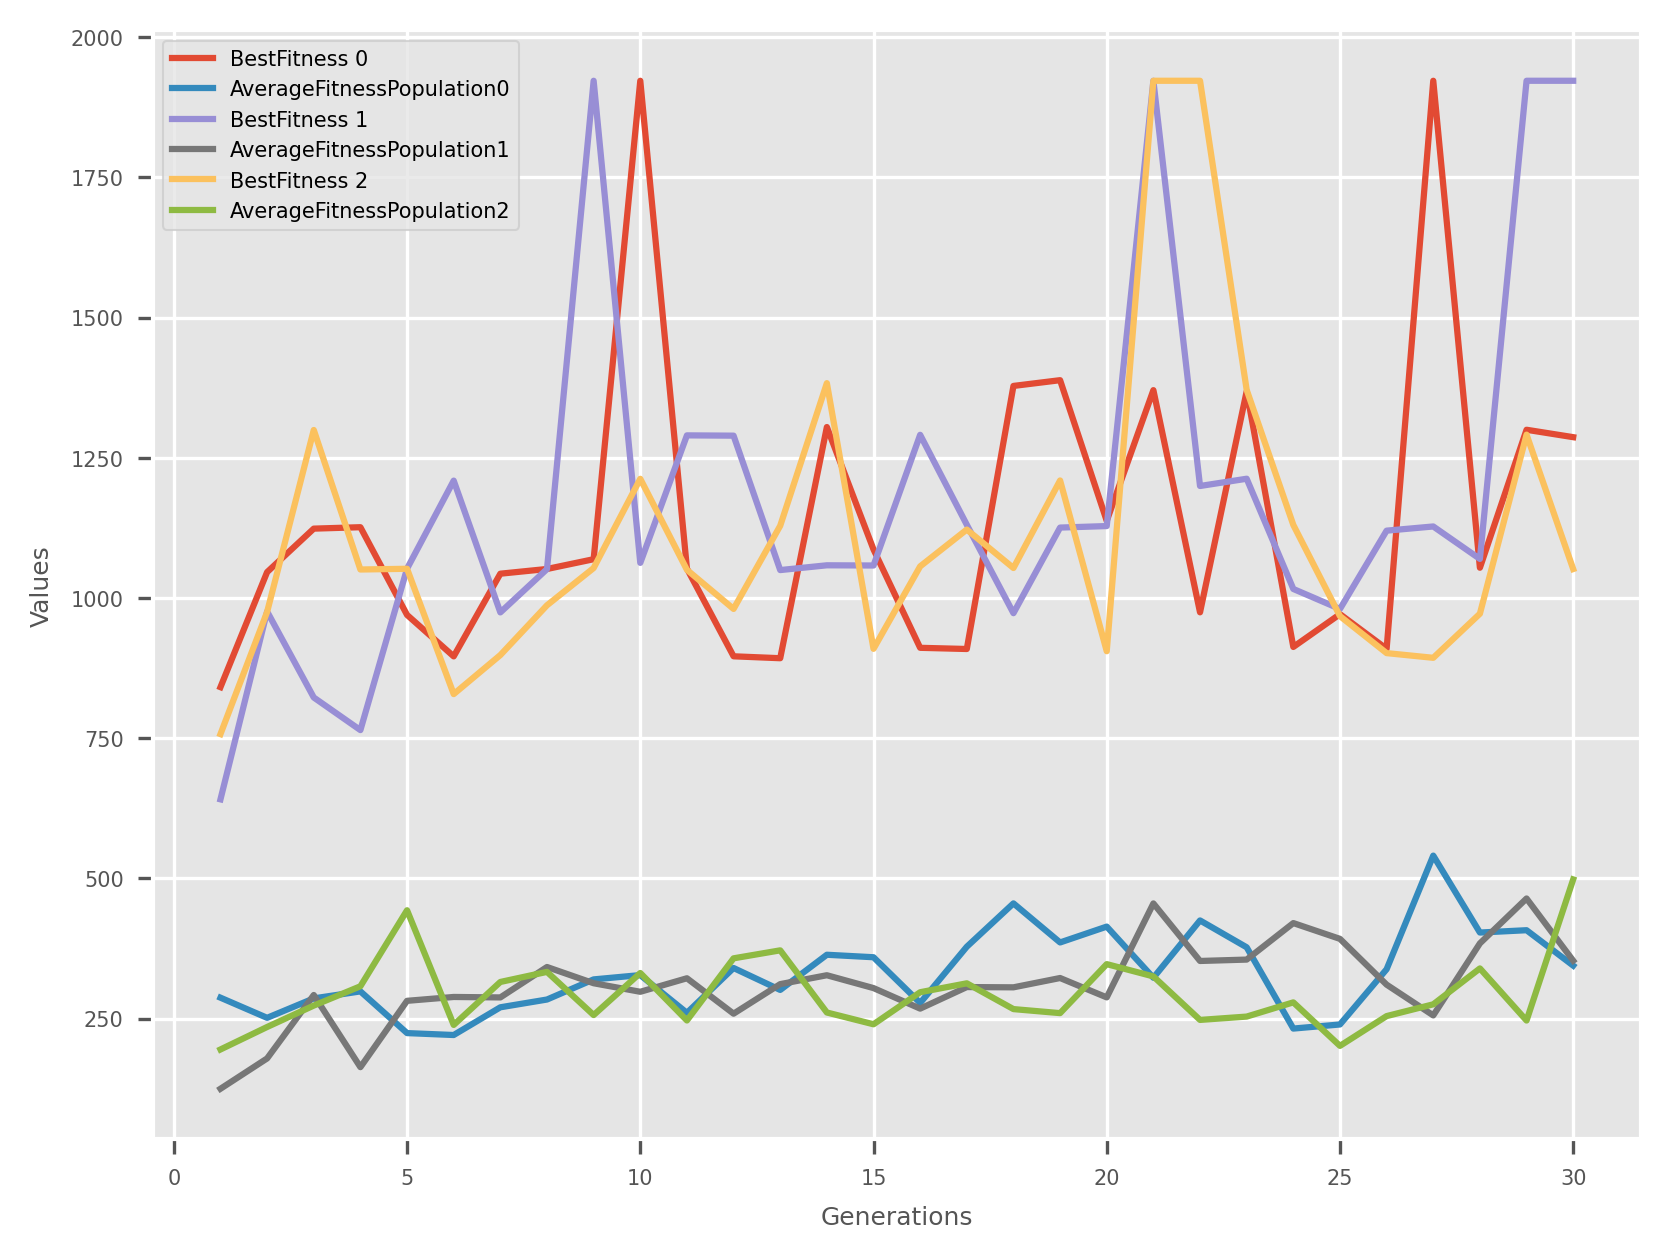 2000
1750
1500
1250
1000
750
500
250
Values
BestFitness 0
AverageFitnessPopulation0
BestFitness 1
AverageFitnessPopulation1
BestFitness 2
AverageFitnessPopulation2
0 5 10 15 20 25 30
Generations